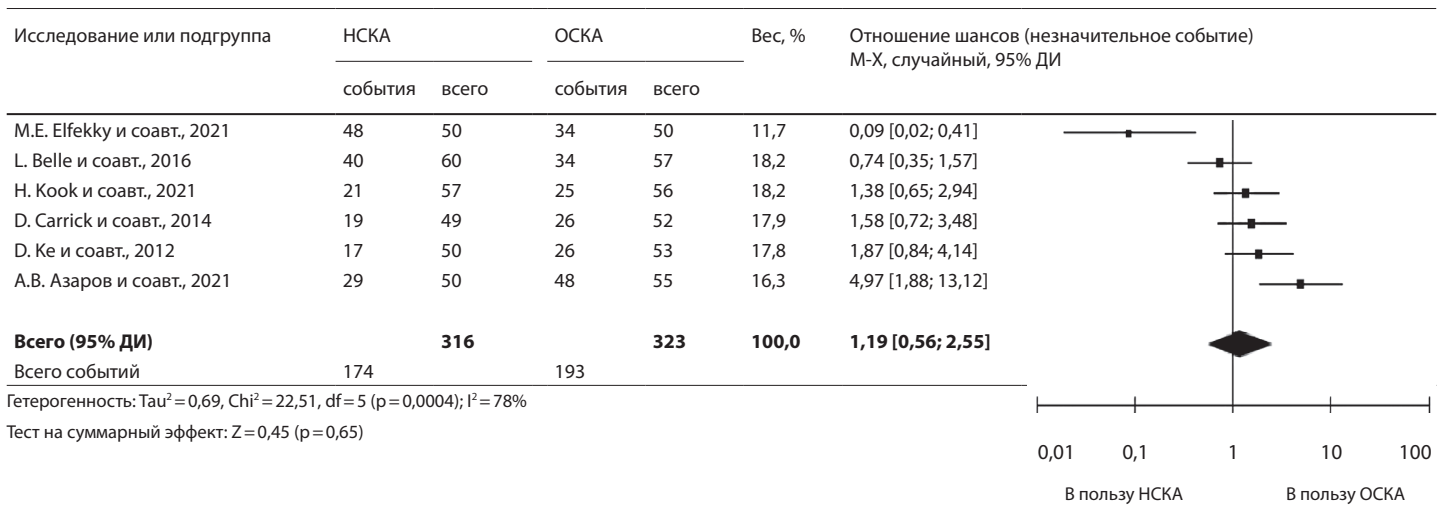 Исследование или подгруппа НСКА ОСКА Вес, % Отношение шансов (незначительное событие)
М-Х, случайный, 95% ДИ
события всего события всего
M.E. Elfekky и соавт., 2021 48 50 34 50 11,7 0,09 [0,02; 0,41]
L. Belle и соавт., 2016 40 60 34 57 18,2 0,74 [0,35; 1,57]
H. Kook и соавт., 2021 21 57 25 56 18,2 1,38 [0,65; 2,94]
D. Carrick и соавт., 2014 19 49 26 52 17,9 1,58 [0,72; 3,48]
D. Ke и соавт., 2012 17 50 26 53 17,8 1,87 [0,84; 4,14]
А.В. Азаров и соавт., 2021 29 50 48 55 16,3 4,97 [1,88; 13,12]
Всего (95% ДИ) 316 323 100,0 1,19 [0,56; 2,55]
Всего событий 174 193
Гетерогенность: Tau² = 0,69, Chi² = 22,51, df = 5 (p = 0,0004); I² = 78%
Тест на суммарный эффект: Z = 0,45 (p = 0,65)
0,01 0,1 1 10 100
В пользу НСКА В пользу ОСКА